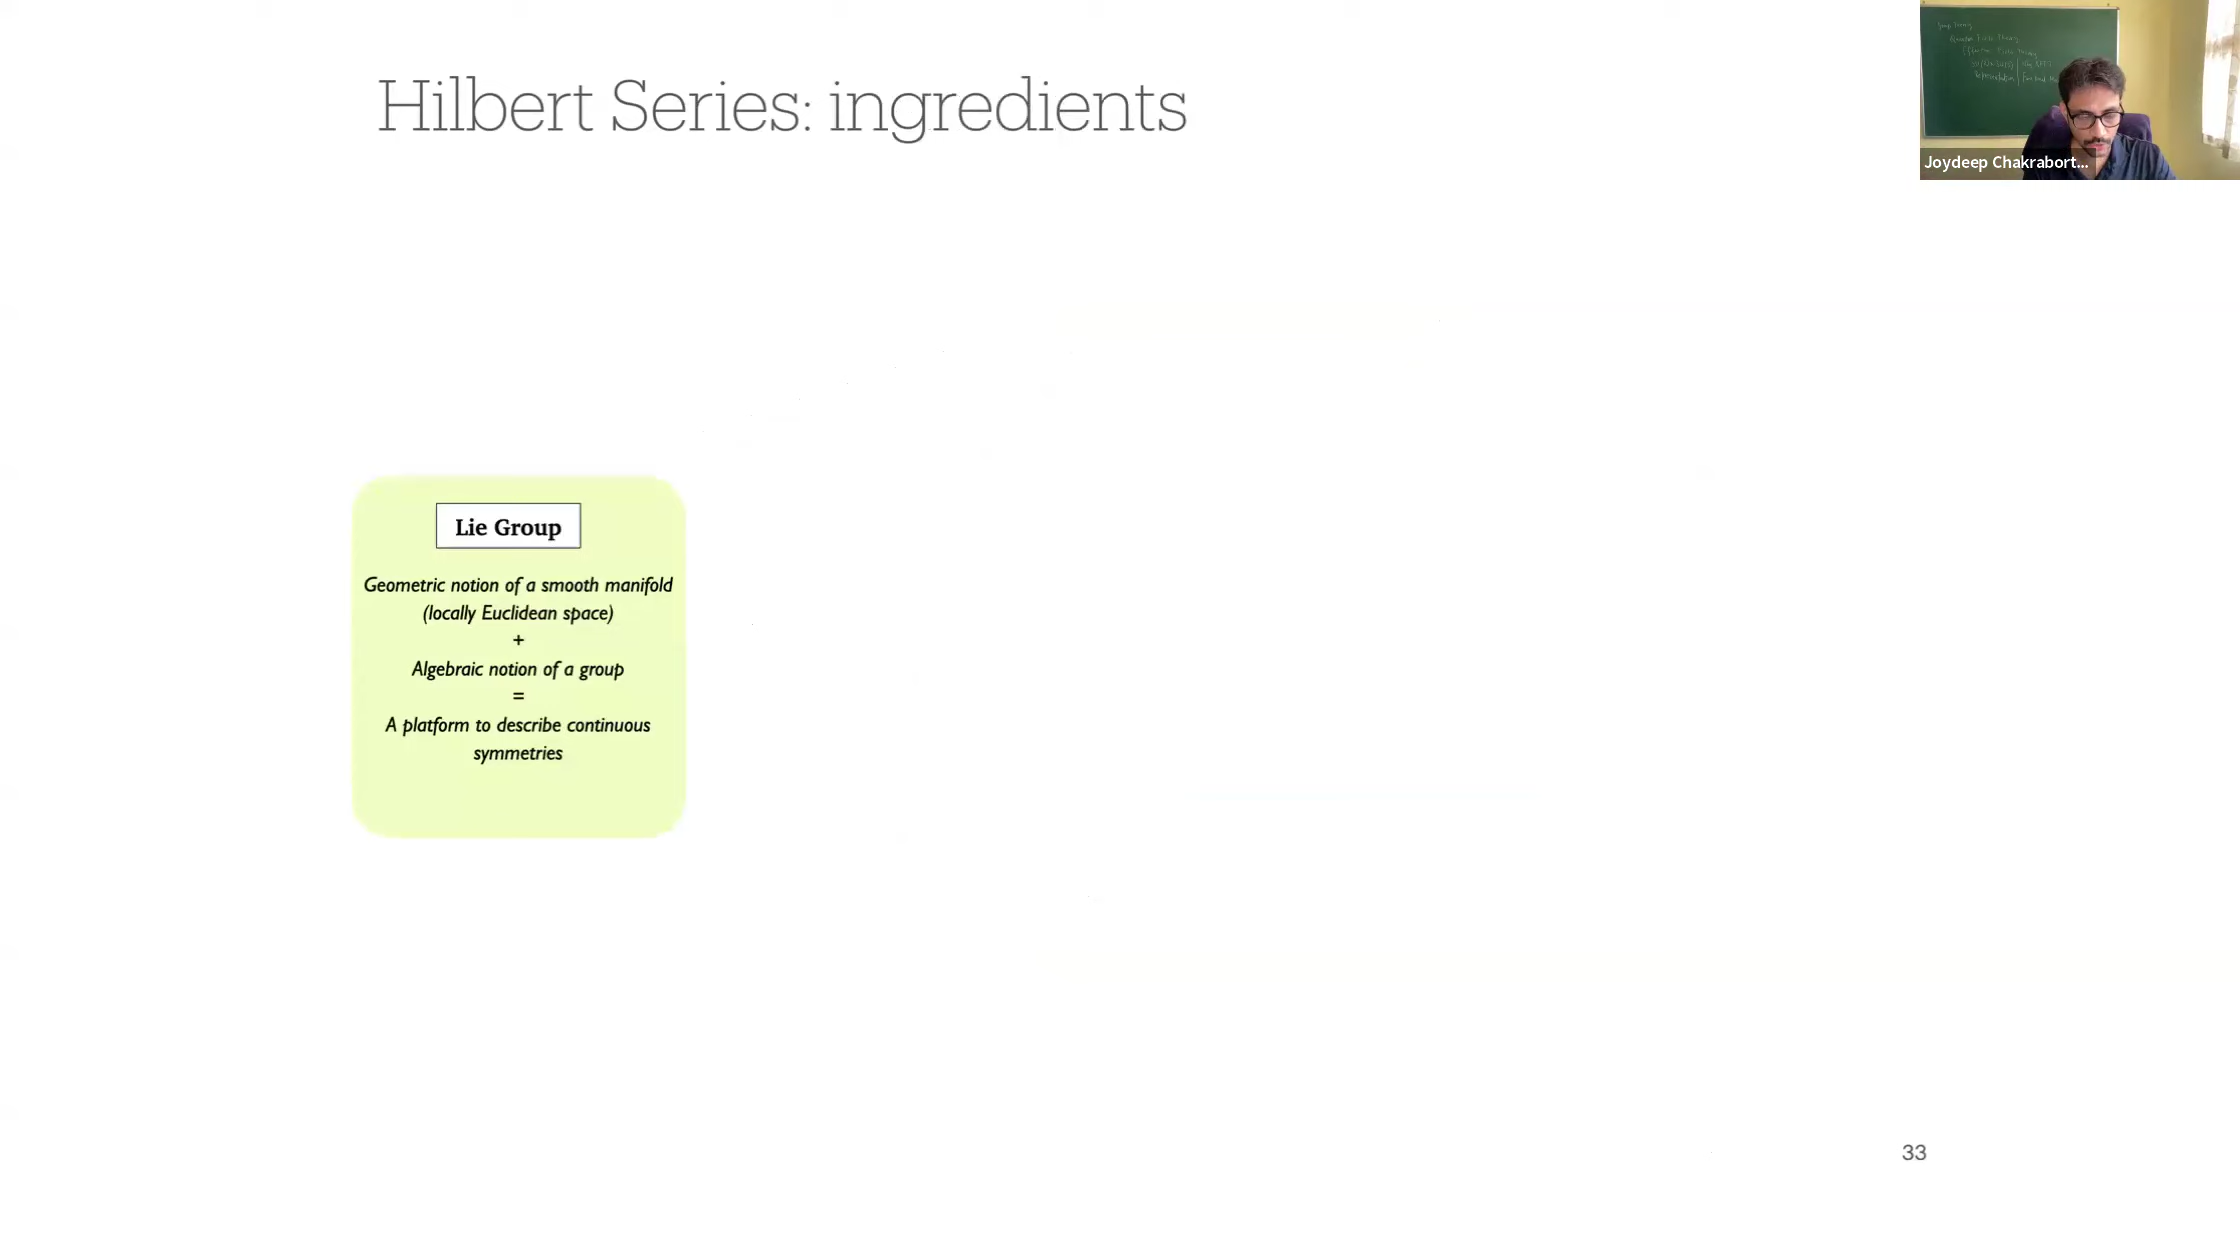 Hilbert Series: ingredients
Joydeep Chakrabort...
Lie Group
Geometric notion of a smooth manifold
(locally Euclidean space)
+
Algebraic notion of a group
=
A platform to describe continuous
symmetries
33